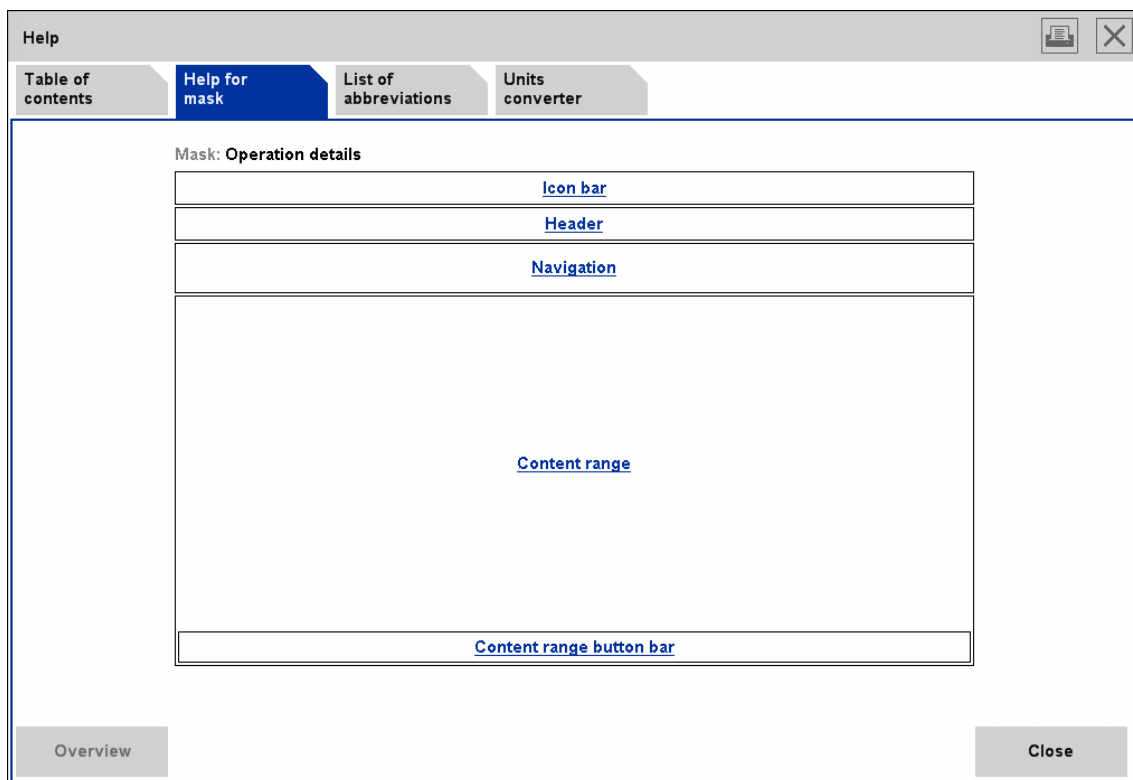 Help
Table of contents
Help for mask
List of abbreviations
Units converter
Mask: Operation details
Icon bar
Header
Navigation
Content range
Content range button bar
Overview
Close